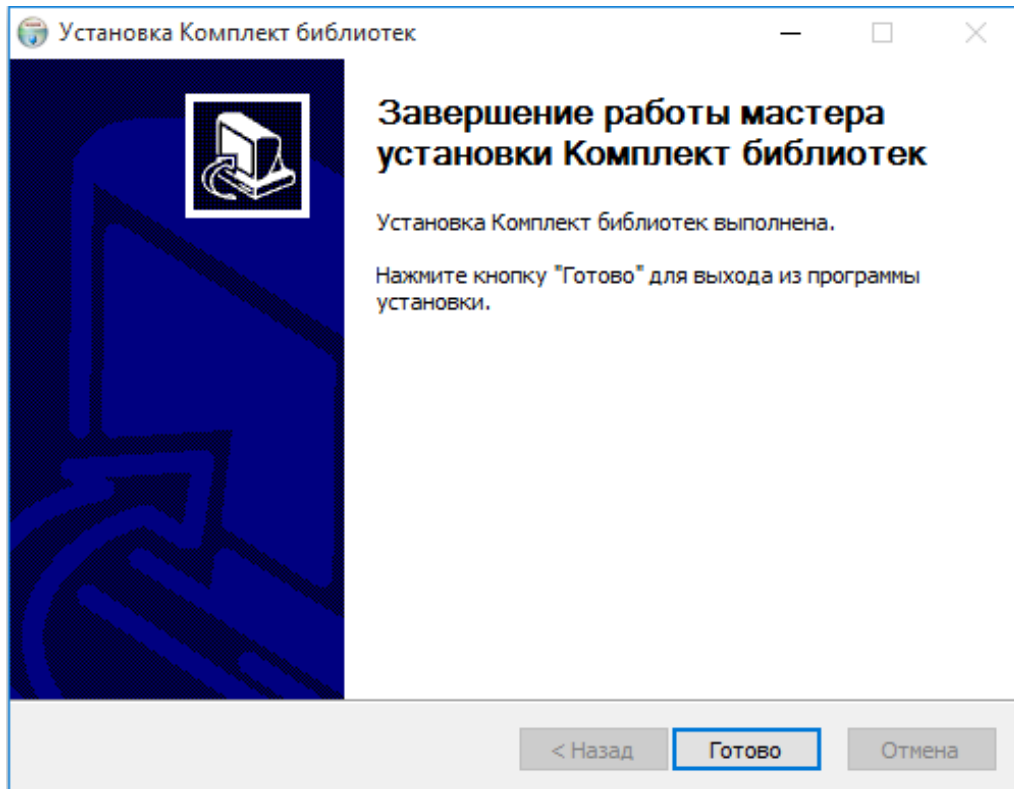 Установка Комплект библиотек
Завершение работы мастера
установки Комплект библиотек
Установка Комплект библиотек выполнена.
Нажмите кнопку "Готово" для выхода из программы
установки.
< Назад
Готово
Отмена